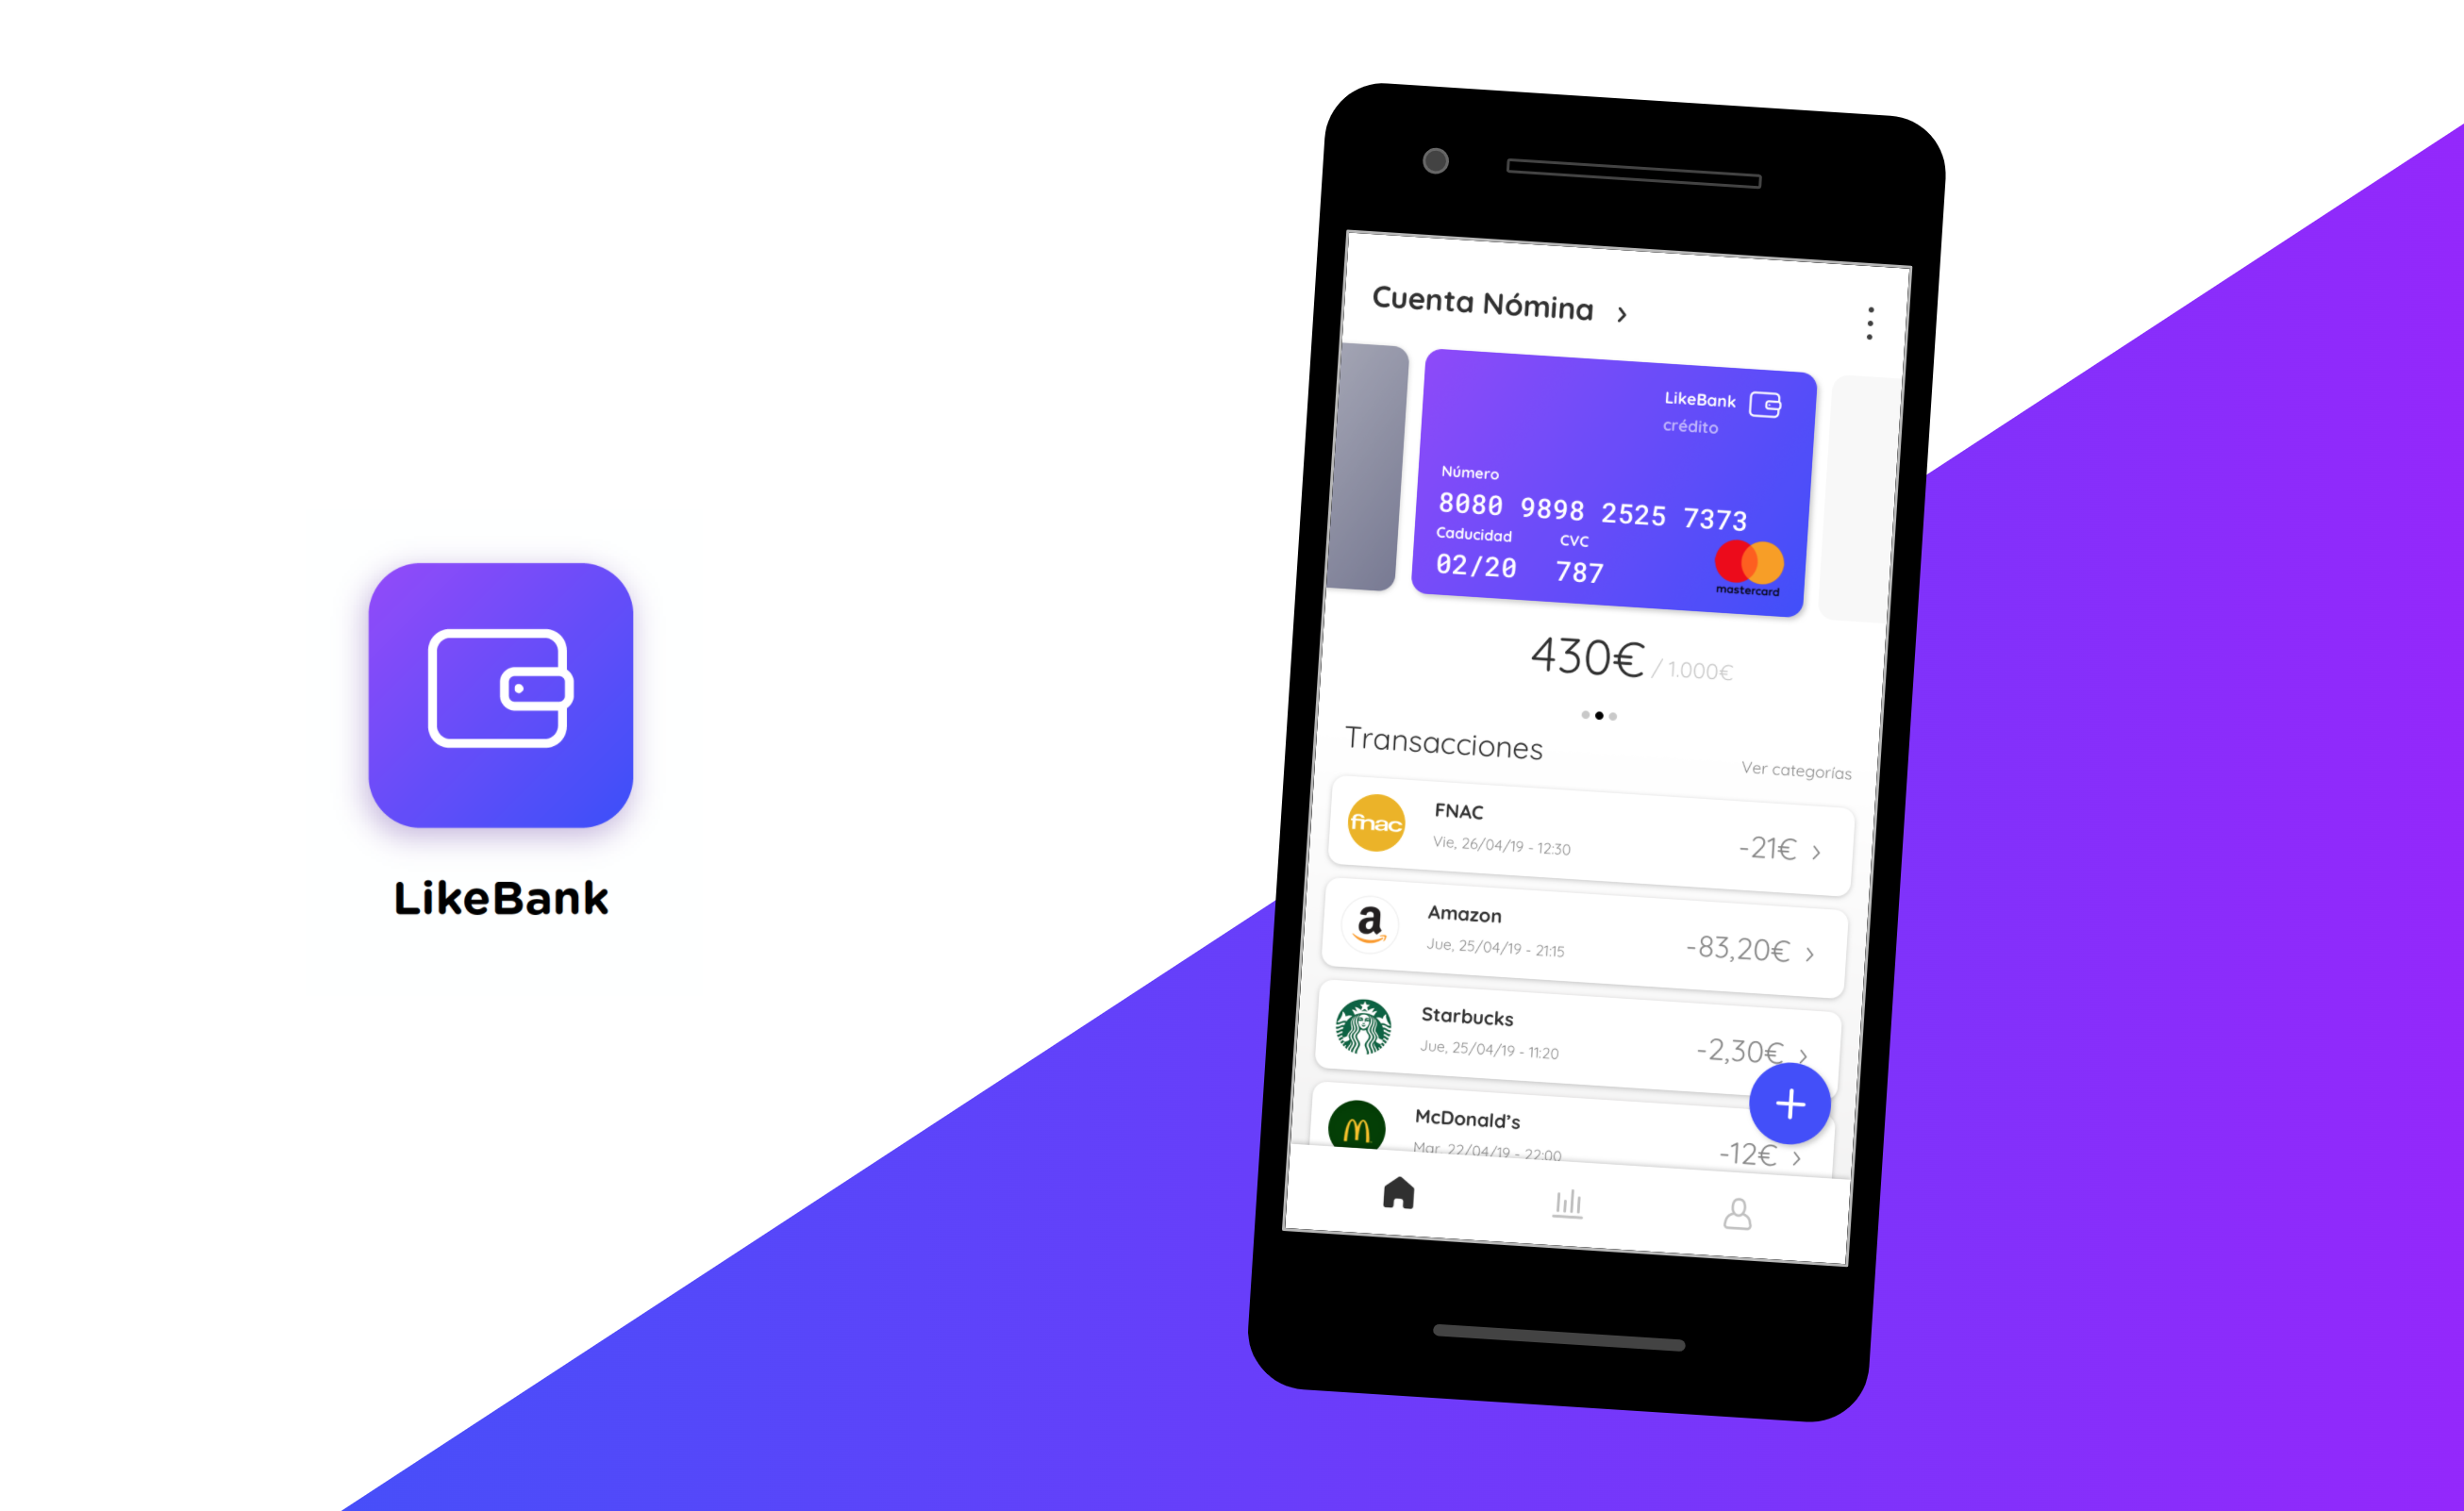 LikeBank
Cuenta Nómina
LikeBank
crédito
Número
8080 9898 2525 7373
Caducidad CVC
02/20 787
mastercard
430€ / 1.000€
Transacciones
Ver categorías
fnac
FNAC
Vie, 26/04/19 - 12:30
-21€
a
Amazon
Jue, 25/04/19 - 21:15
-83,20€
Starbucks
Jue, 25/04/19 - 11:20
-2,30€
McDonald’s
Mar, 22/04/19 - 22:00
-12€